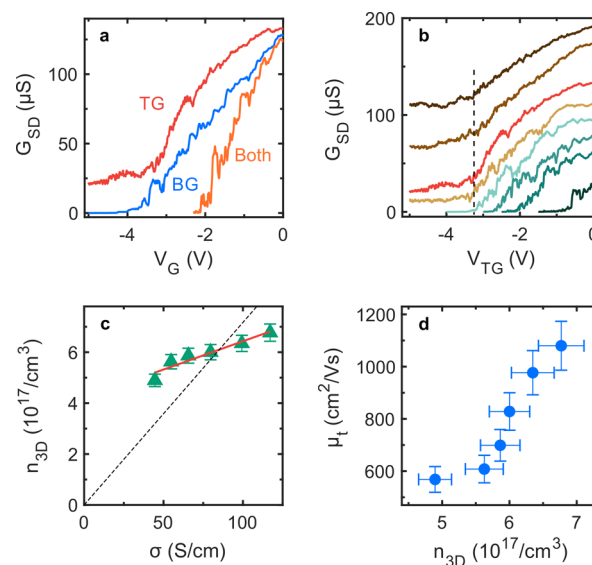 a
G_SD (μS)
100
50
0
TG
BG
Both
-4
-2
0
V_G (V)
b
G_SD (μS)
200
100
0
-4
-2
0
V_TG (V)
c
n_3D (10^17/cm^3)
8
6
4
2
0
0
50
100
σ (S/cm)
d
μ_t (cm^2/Vs)
1200
1000
800
600
5
6
7
n_3D (10^17/cm^3)